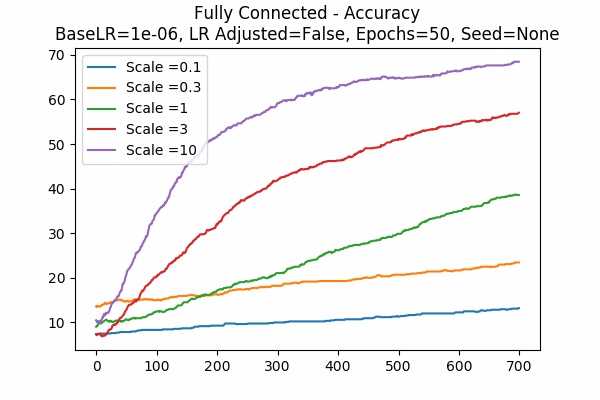 Fully Connected - Accuracy
BaseLR=1e-06, LR Adjusted=False, Epochs=50, Seed=None
70
60
50
40
30
20
10
Scale =0.1
Scale =0.3
Scale =1
Scale =3
Scale =10
0 100 200 300 400 500 600 700